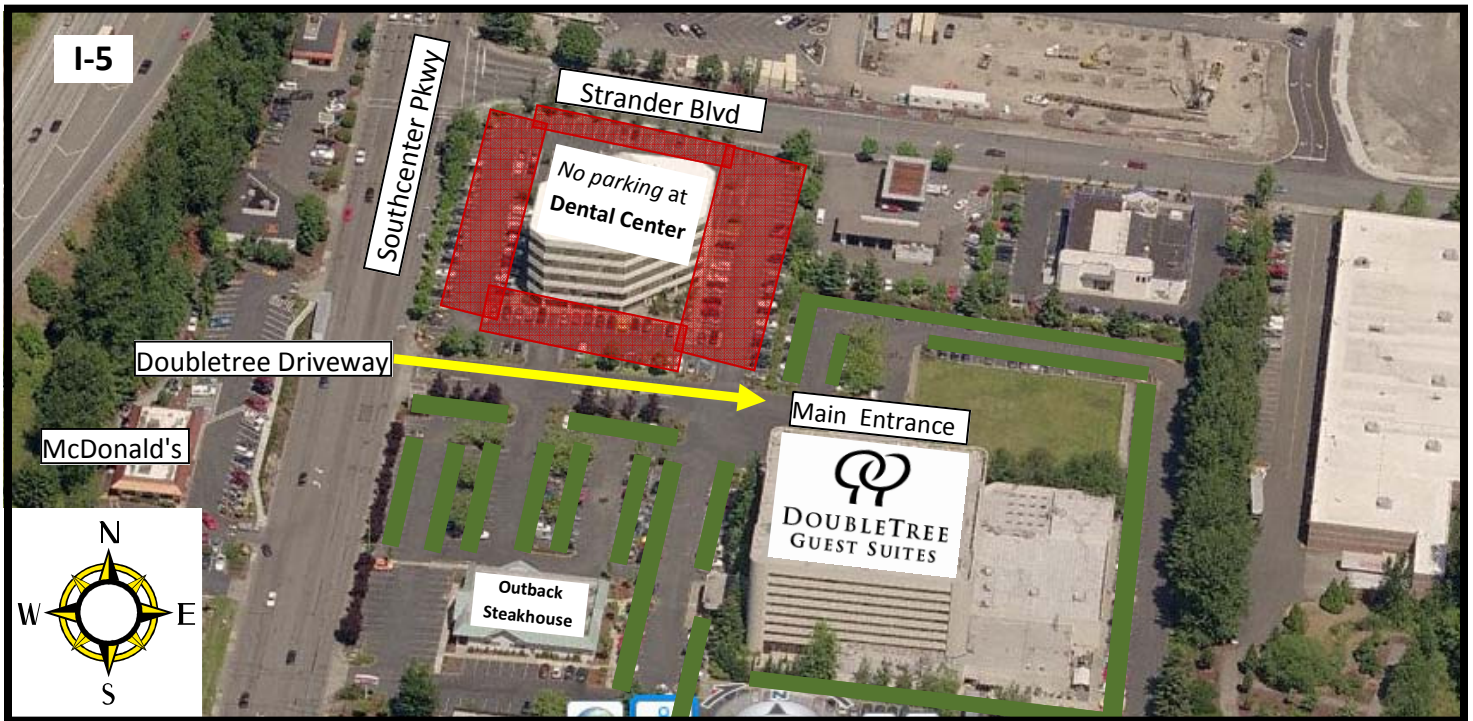 I-5
Southcenter Pkwy
Strander Blvd
No parking at
Dental Center
Doubletree Driveway
Main Entrance
McDonald's
DOUBLETREE
GUEST SUITES
Outback
Steakhouse
N
W E
S